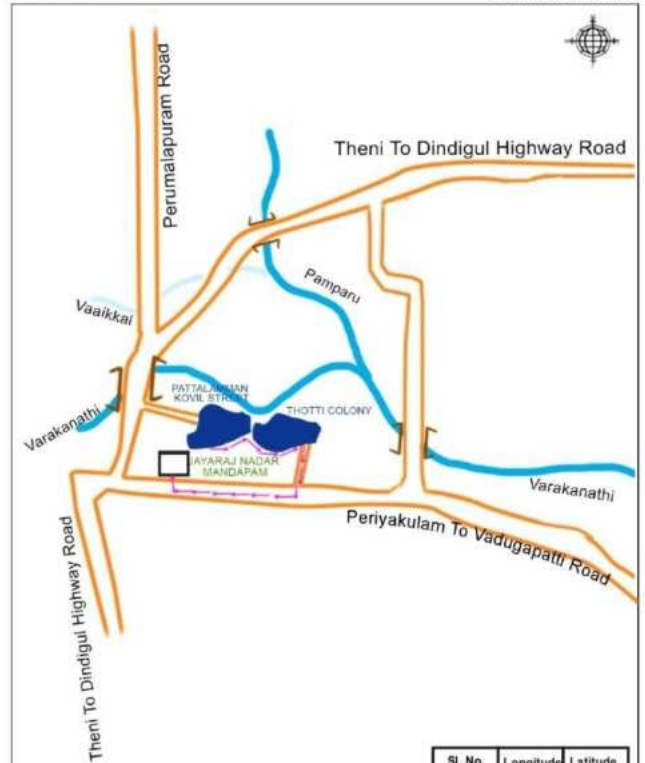 Perumalapuram Road
Theni To Dindigul Highway Road
Pamparu
Vaaikkal
PATTALAMMAN
KOVIL STREET
THOTTI COLONY
Varakanathi
JAYARAJ NADAR
MANDAPAM
Varakanathi
Periyakulam To Vadugapatti Road
Theni To Dindigul Highway Road
SL No Longitude Latitude